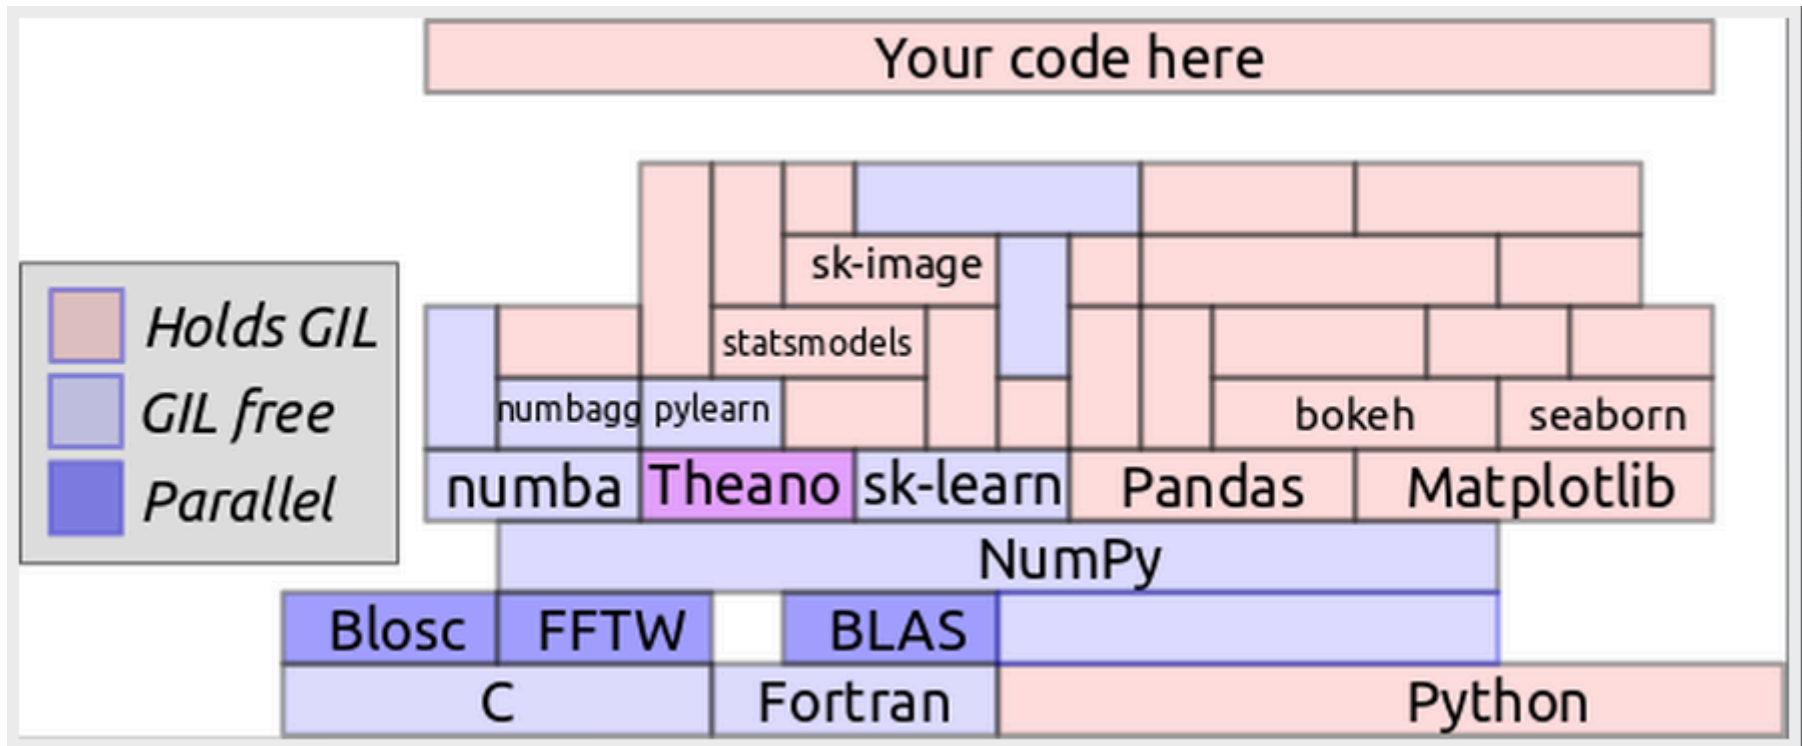 Your code here
sk-image
Holds GIL
GIL free
Parallel
statsmodels
numbagg pylearn bokeh seaborn
numba Theano sk-learn Pandas Matplotlib
NumPy
Blosc FFTW BLAS
C Fortran Python